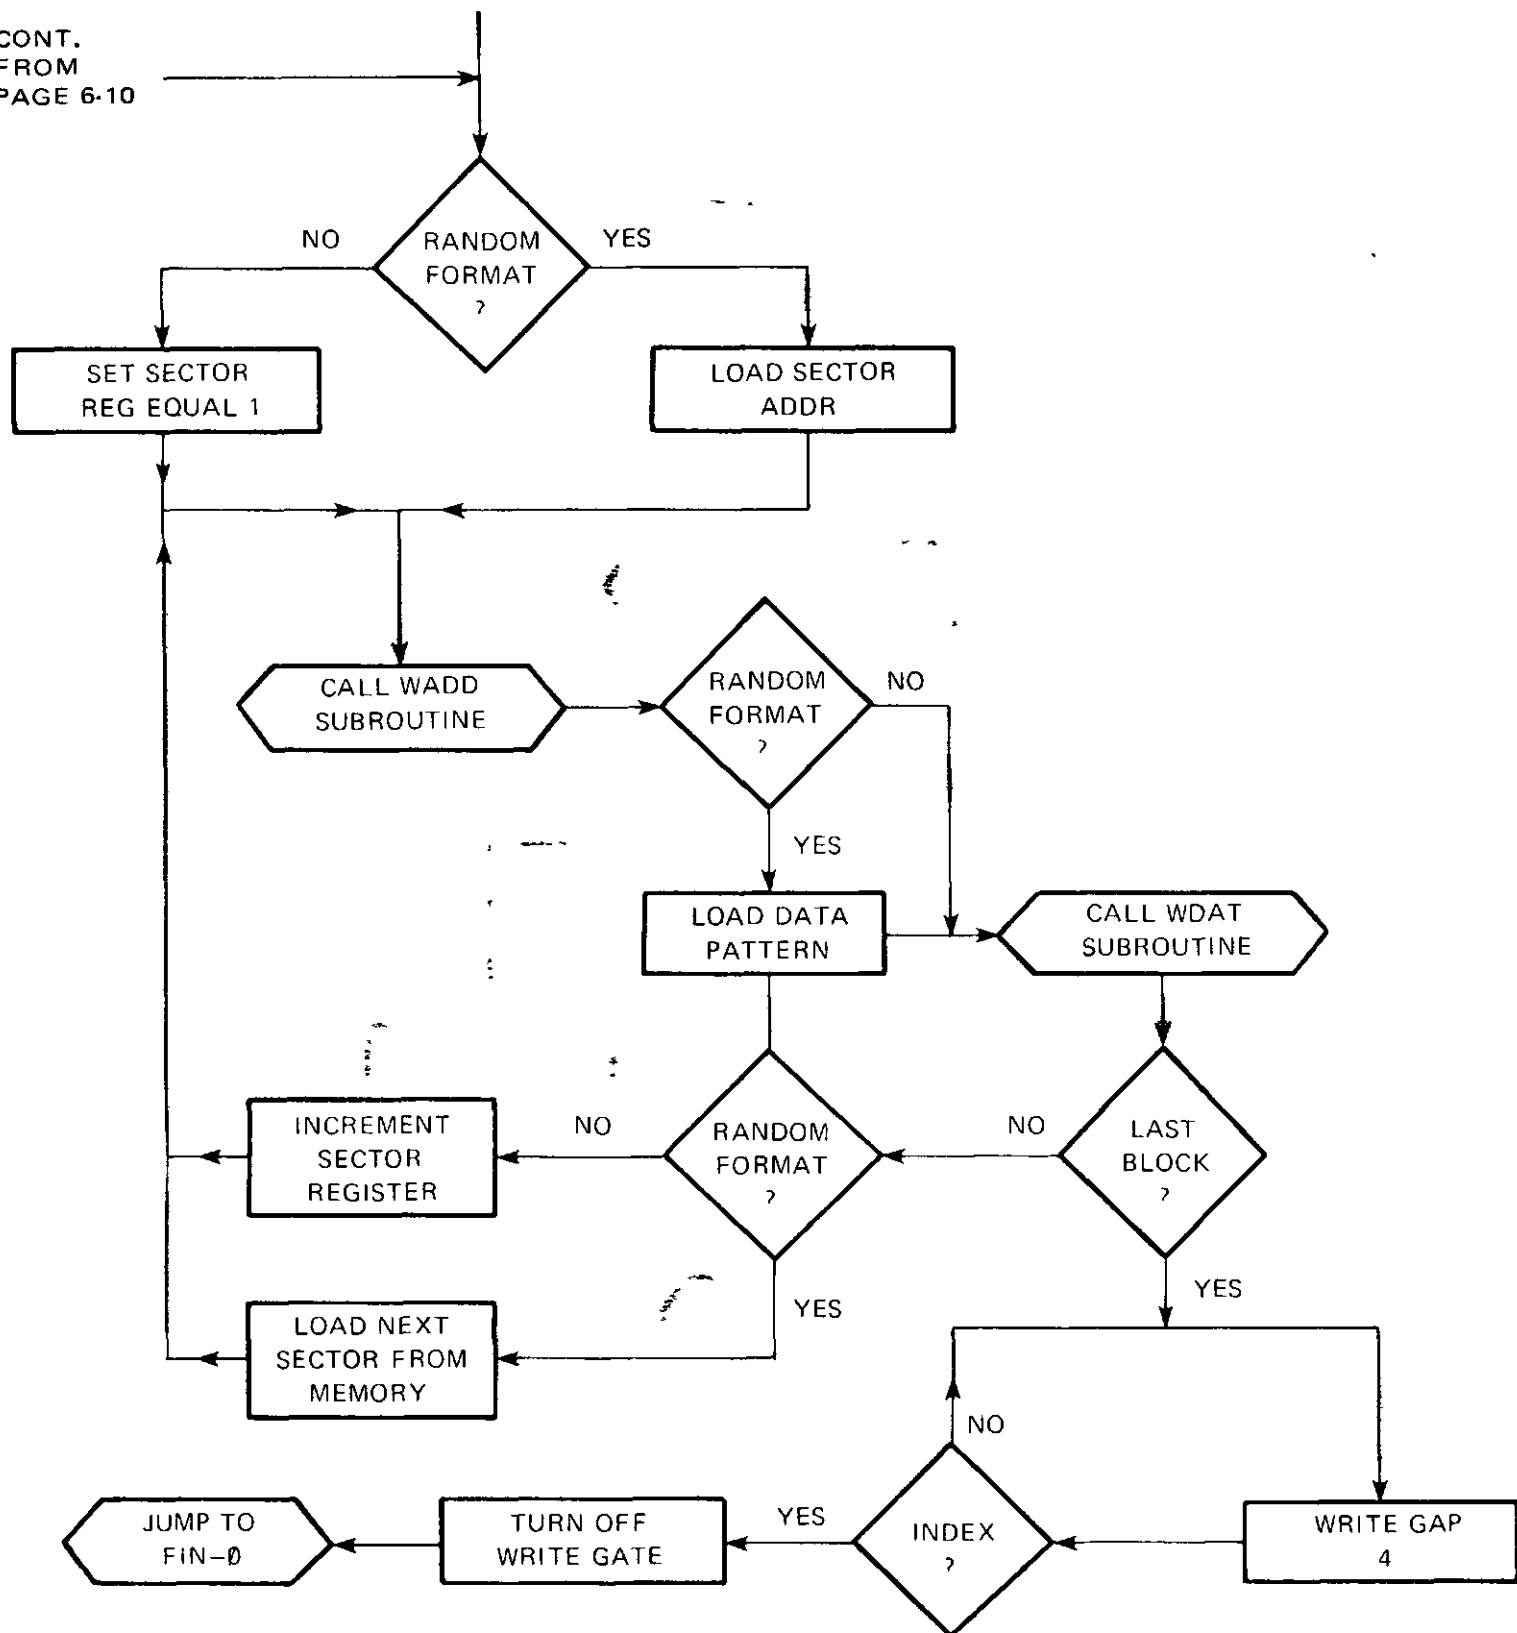 CONT.
FROM
PAGE 6-10
RANDOM
FORMAT
?
NO
YES
SET SECTOR
REG EQUAL 1
LOAD SECTOR
ADDR
CALL WADD
SUBROUTINE
RANDOM
FORMAT
?
NO
YES
LOAD DATA
PATTERN
CALL WDAT
SUBROUTINE
LAST
BLOCK
?
NO
YES
RANDOM
FORMAT
?
NO
YES
INCREMENT
SECTOR
REGISTER
LOAD NEXT
SECTOR FROM
MEMORY
WRITE GAP
4
INDEX
?
NO
YES
TURN OFF
WRITE GATE
JUMP TO
FIN-Ø